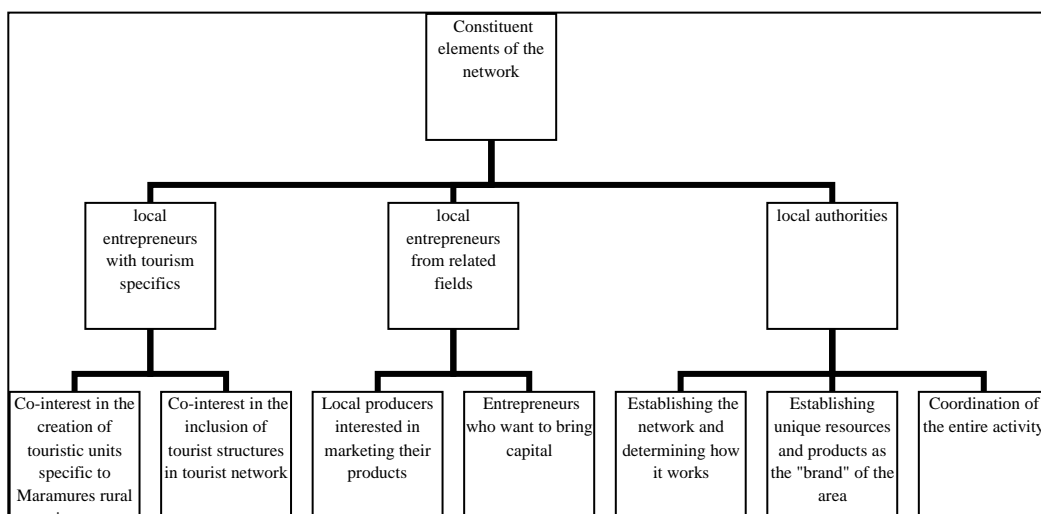 Constituent
elements of the
network
local
entrepreneurs
with tourism
specifics
local
entrepreneurs
from related
fields
local authorities
Co-interest in the
creation of
touristic units
specific to
Maramures rural
Co-interest in the
inclusion of
tourist structures
in tourist network
Local producers
interested in
marketing their
products
Entrepreneurs
who want to bring
capital
Establishing the
network and
determining how
it works
Establishing
unique resources
and products as
the "brand" of the
area
Coordination of
the entire activity